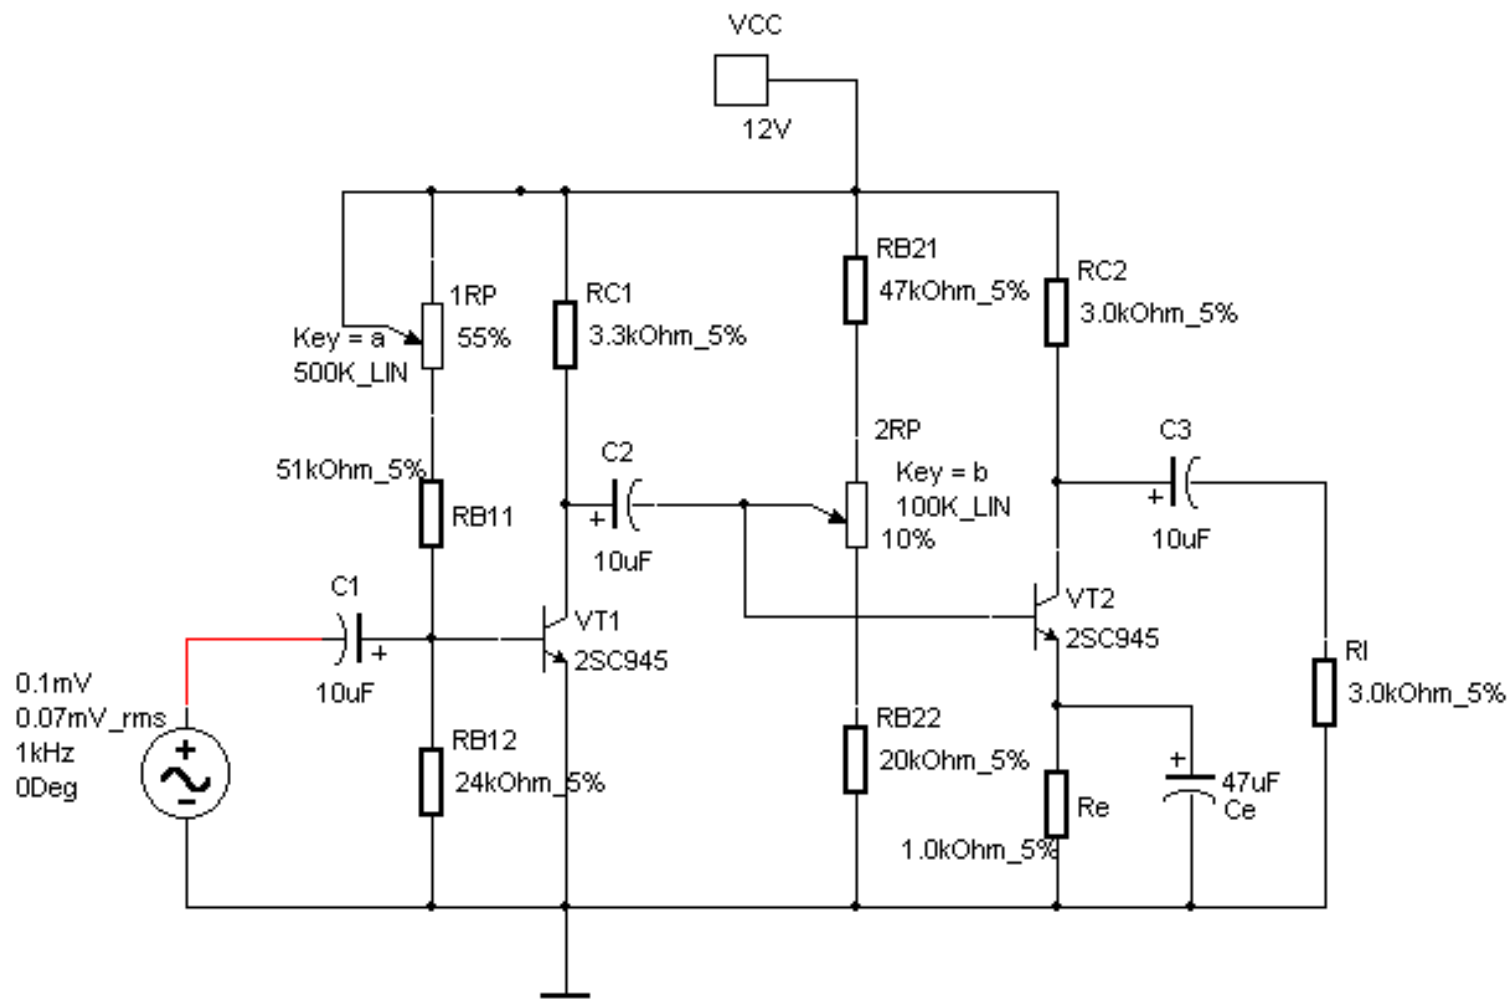 VCC
12V
RB21
47kOhm_5%
RC2
3.0kOhm_5%
1RP
55%
Key = a
500K_LIN
RC1
3.3kOhm_5%
2RP
Key = b
100K_LIN
10%
C3
10uF
51kOhm_5%
RB11
C2
10uF
C1
10uF
VT1
2SC945
VT2
2SC945
Rl
3.0kOhm_5%
0.1mV
0.07mV_rms
1kHz
0Deg
RB12
24kOhm_5%
RB22
20kOhm_5%
Re
1.0kOhm_5%
47uF
Ce